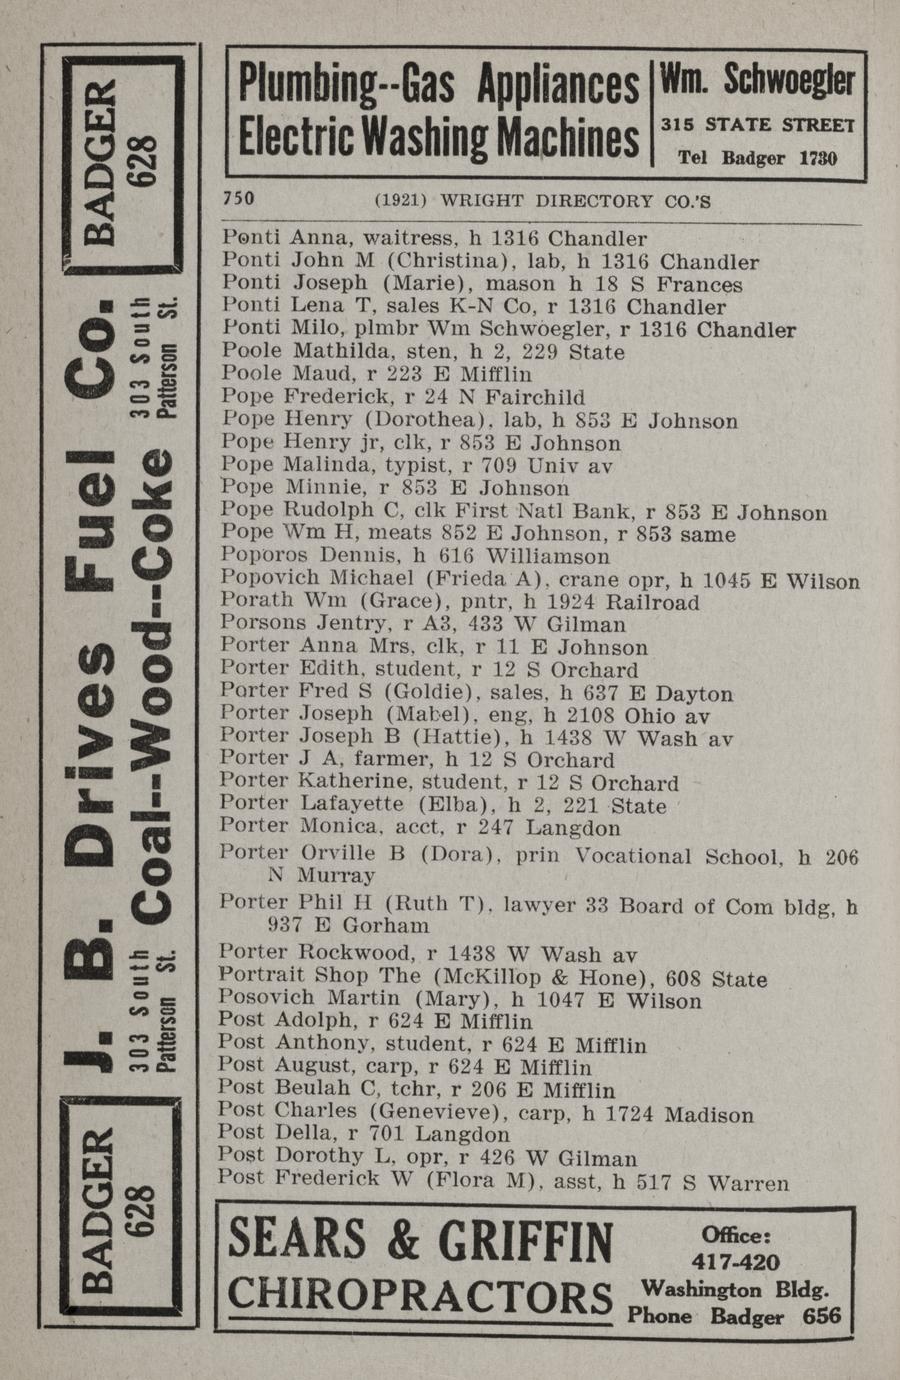 Plumbing--Gas Appliances
Electric Washing Machines
Wm. Schwoegler
315 STATE STREET
Tel Badger 1730
750 (1921) WRIGHT DIRECTORY CO.'S
Ponti Anna, waitress, h 1316 Chandler
Ponti John M (Christina), lab, h 1316 Chandler
Ponti Joseph (Marie), mason h 18 S Frances
Ponti Lena T, sales K-N Co, r 1316 Chandler
Ponti Milo, plmbr Wm Schwoegler, r 1316 Chandler
Poole Mathilda, sten, h 2, 229 State
Poole Maud, r 223 E Mifflin
Pope Frederick, r 24 N Fairchild
Pope Henry (Dorothea), lab, h 853 E Johnson
Pope Henry jr, clk, r 853 E Johnson
Pope Malinda, typist, r 709 Univ av
Pope Minnie, r 853 E Johnson
Pope Rudolph C, clk First Natl Bank, r 853 E Johnson
Pope Wm H, meats 852 E Johnson, r 853 same
Poporos Dennis, h 616 Williamson
Popovich Michael (Frieda A), crane opr, h 1045 E Wilson
Porath Wm (Grace), pntr, h 1924 Railroad
Porsons Jentry, r A3, 433 W Gilman
Porter Anna Mrs, clk, r 11 E Johnson
Porter Edith, student, r 12 S Orchard
Porter Fred S (Goldie), sales, h 637 E Dayton
Porter Joseph (Mabel), eng, h 2108 Ohio av
Porter Joseph B (Hattie), h 1438 W Wash av
Porter J A, farmer, h 12 S Orchard
Porter Katherine, student, r 12 S Orchard
Porter Lafayette (Elba), h 2, 221 State
Porter Monica, acct, r 247 Langdon
Porter Orville B (Dora), prin Vocational School, h 206
N Murray
Porter Phil H (Ruth T), lawyer 33 Board of Com bldg, h
937 E Gorham
Porter Rockwood, r 1438 W Wash av
Portrait Shop The (McKillop & Hone), 608 State
Posovich Martin (Mary), h 1047 E Wilson
Post Adolph, r 624 E Mifflin
Post Anthony, student, r 624 E Mifflin
Post August, carp, r 624 E Mifflin
Post Beulah C, tchr, r 206 E Mifflin
Post Charles (Genevieve), carp, h 1724 Madison
Post Della, r 701 Langdon
Post Dorothy L, opr, r 426 W Gilman
Post Frederick W (Flora M), asst, h 517 S Warren
SEARS & GRIFFIN
CHIROPRACTORS
Office:
417-420
Washington Bldg.
Phone Badger 656
BADGER
628
J. B. Drives Fuel Co.
303 South
Patterson St.
Coal--Wood--Coke
303 South
Patterson St.
BADGER
628